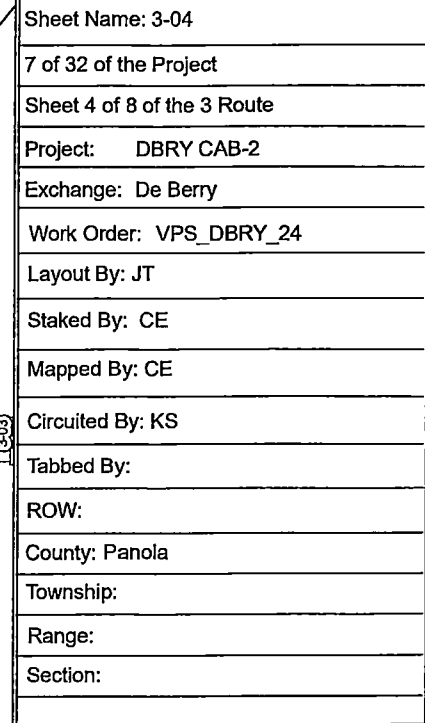 Sheet Name: 3-04
7 of 32 of the Project
Sheet 4 of 8 of the 3 Route
Project: DBRY CAB-2
Exchange: De Berry
Work Order: VPS_DBRY_24
Layout By: JT
Staked By: CE
Mapped By: CE
Circuited By: KS
(3-03)
Tabbed By:
ROW:
County: Panola
Township:
Range:
Section: